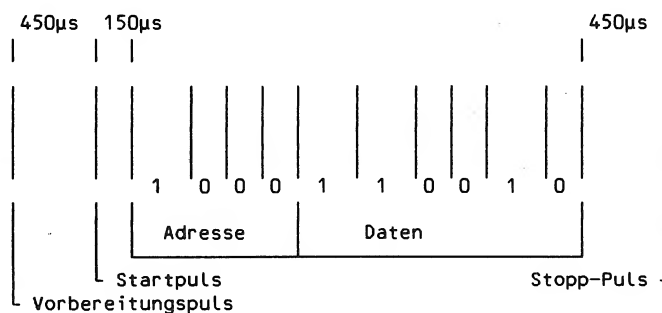 450µs 150µs 450µs
1 0 0 0 1 1 0 0 1 0
Adresse Daten
Startpuls Stopp-Puls
Vorbereitungspuls